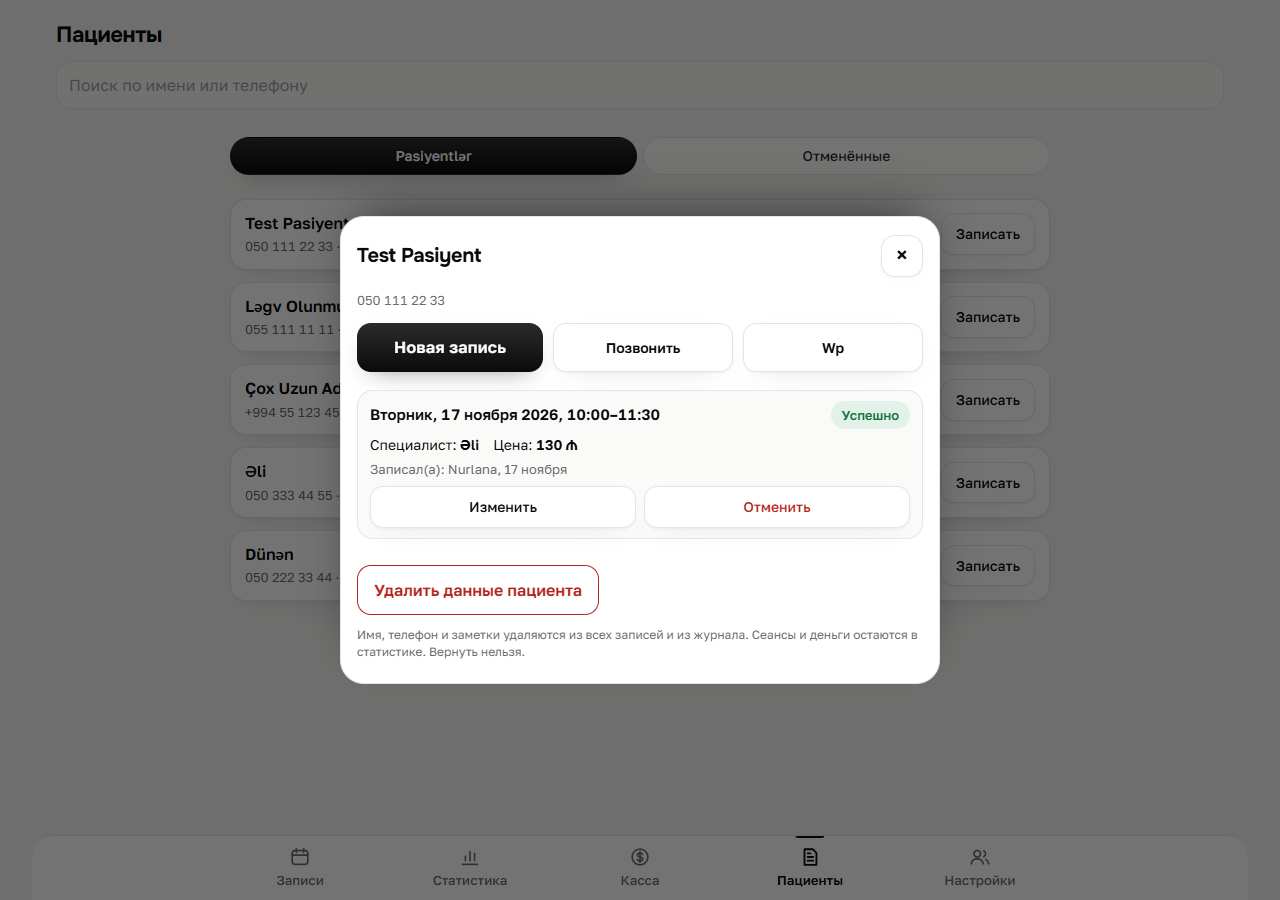 Пациенты
Поиск по имени или телефону
Pasiyentlər
Отменённые
Test Pasiyent
050 111 22 33 -
Записать
Ləgv Olunmu
055 111 11 11 -
Записать
Çox Uzun Ad
+994 55 123 45
Записать
Əli
050 333 44 55 -
Записать
Dünən
050 222 33 44 -
Записать
Test Pasiyent
×
050 111 22 33
Новая запись
Позвонить
Wp
Вторник, 17 ноября 2026, 10:00–11:30
Успешно
Специалист: Əli Цена: 130 ₼
Записал(а): Nurlana, 17 ноября
Изменить
Отменить
Удалить данные пациента
Имя, телефон и заметки удаляются из всех записей и из журнала. Сеансы и деньги остаются в
статистике. Вернуть нельзя.
Записи
Статистика
Касса
Пациенты
Настройки